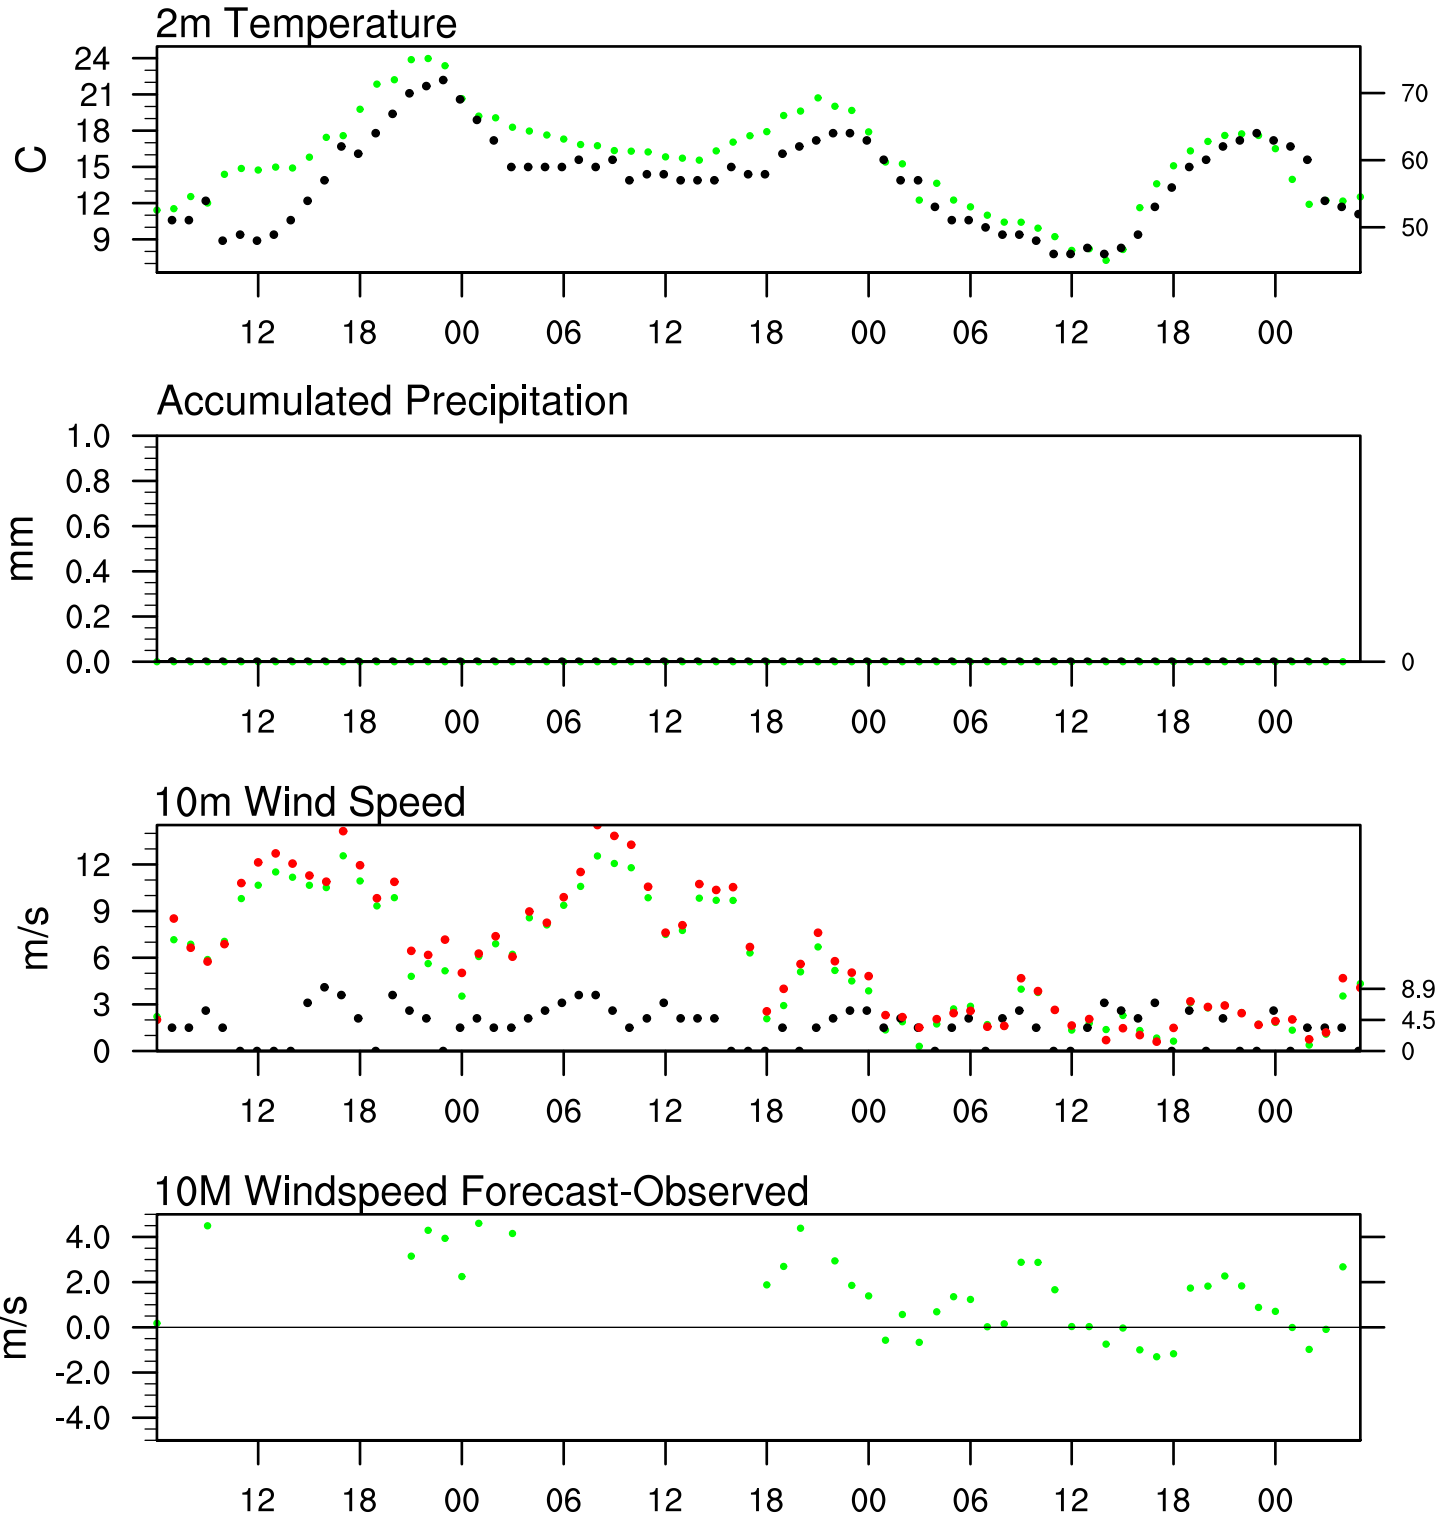 2m Temperature
24
21
18
15
12
9
C
70
60
50
12 18 00 06 12 18 00 06 12 18 00
Accumulated Precipitation
1.0
0.8
0.6
0.4
0.2
0.0
mm
0
12 18 00 06 12 18 00 06 12 18 00
10m Wind Speed
12
9
6
3
0
m/s
8.9
4.5
0
12 18 00 06 12 18 00 06 12 18 00
10M Windspeed Forecast-Observed
4.0
2.0
0.0
-2.0
-4.0
m/s
12 18 00 06 12 18 00 06 12 18 00